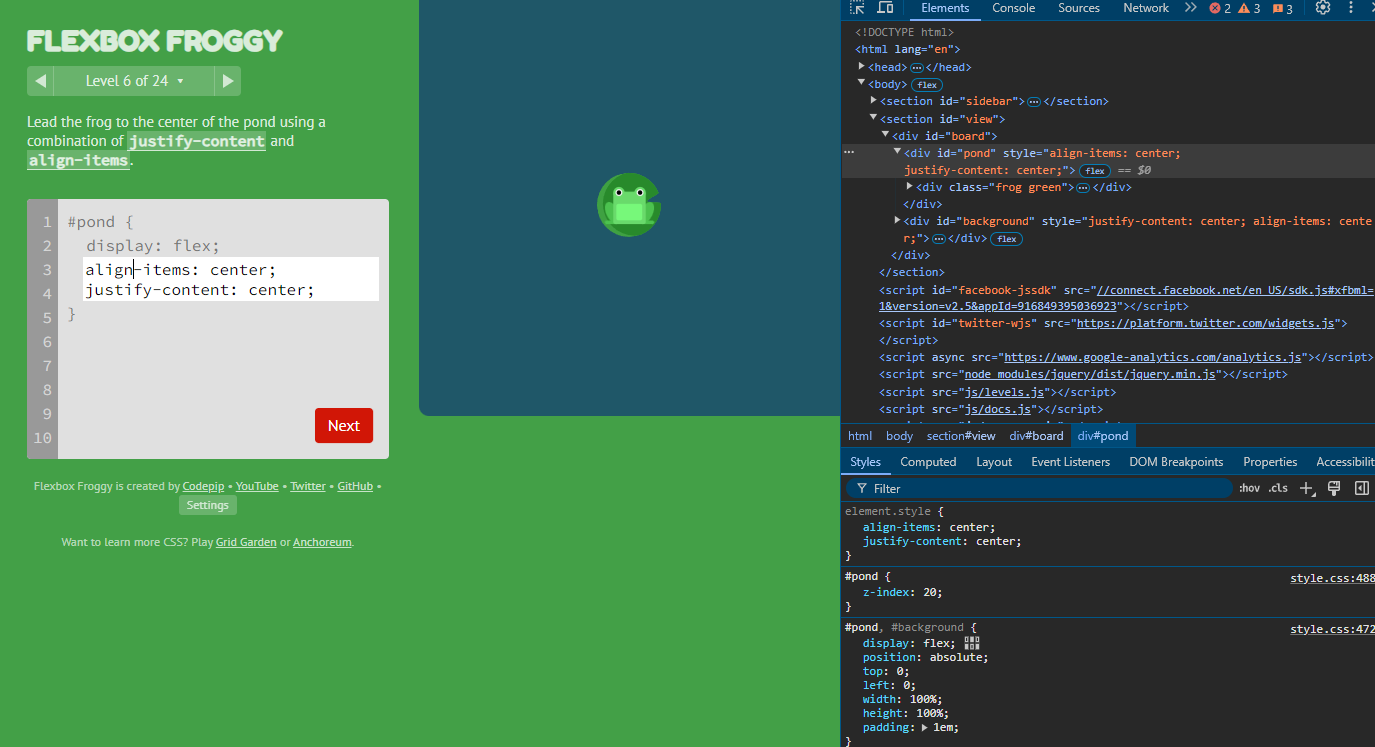 FLEXBOX FROGGY
◀ Level 6 of 24 ▾ ▶
Lead the frog to the center of the pond using a
combination of justify-content and
align-items.
1 #pond {
2 display: flex;
3 align-items: center;
4 justify-content: center;
5 }
6
7
8
9
10
Next
Flexbox Froggy is created by Codepip • YouTube • Twitter • GitHub •
Settings
Want to learn more CSS? Play Grid Garden or Anchoreum.
Elements Console Sources Network 2 3 3
<!DOCTYPE html>
<html lang="en">
<head> ⋯ </head>
<body> flex
<section id="sidebar"> ⋯ </section>
<section id="view">
<div id="board">
<div id="pond" style="align-items: center;
justify-content: center;"> flex == $0
<div class="frog green"> ⋯ </div>
</div>
<div id="background" style="justify-content: center; align-items: cente
r;"> ⋯ </div> flex
</div>
</section>
<script id="facebook-jssdk" src="//connect.facebook.net/en_US/sdk.js#xfbml=
1&version=v2.5&appId=916849395036923"></script>
<script id="twitter-wjs" src="https://platform.twitter.com/widgets.js">
</script>
<script async src="https://www.google-analytics.com/analytics.js"></script>
<script src="node_modules/jquery/dist/jquery.min.js"></script>
<script src="js/levels.js"></script>
<script src="js/docs.js"></script>
html body section#view div#board div#pond
Styles Computed Layout Event Listeners DOM Breakpoints Properties Accessibilit
Filter :hov .cls
element.style {
align-items: center;
justify-content: center;
}
#pond { style.css:488
z-index: 20;
}
#pond, #background { style.css:472
display: flex;
position: absolute;
top: 0;
left: 0;
width: 100%;
height: 100%;
padding: ▶ 1em;
}